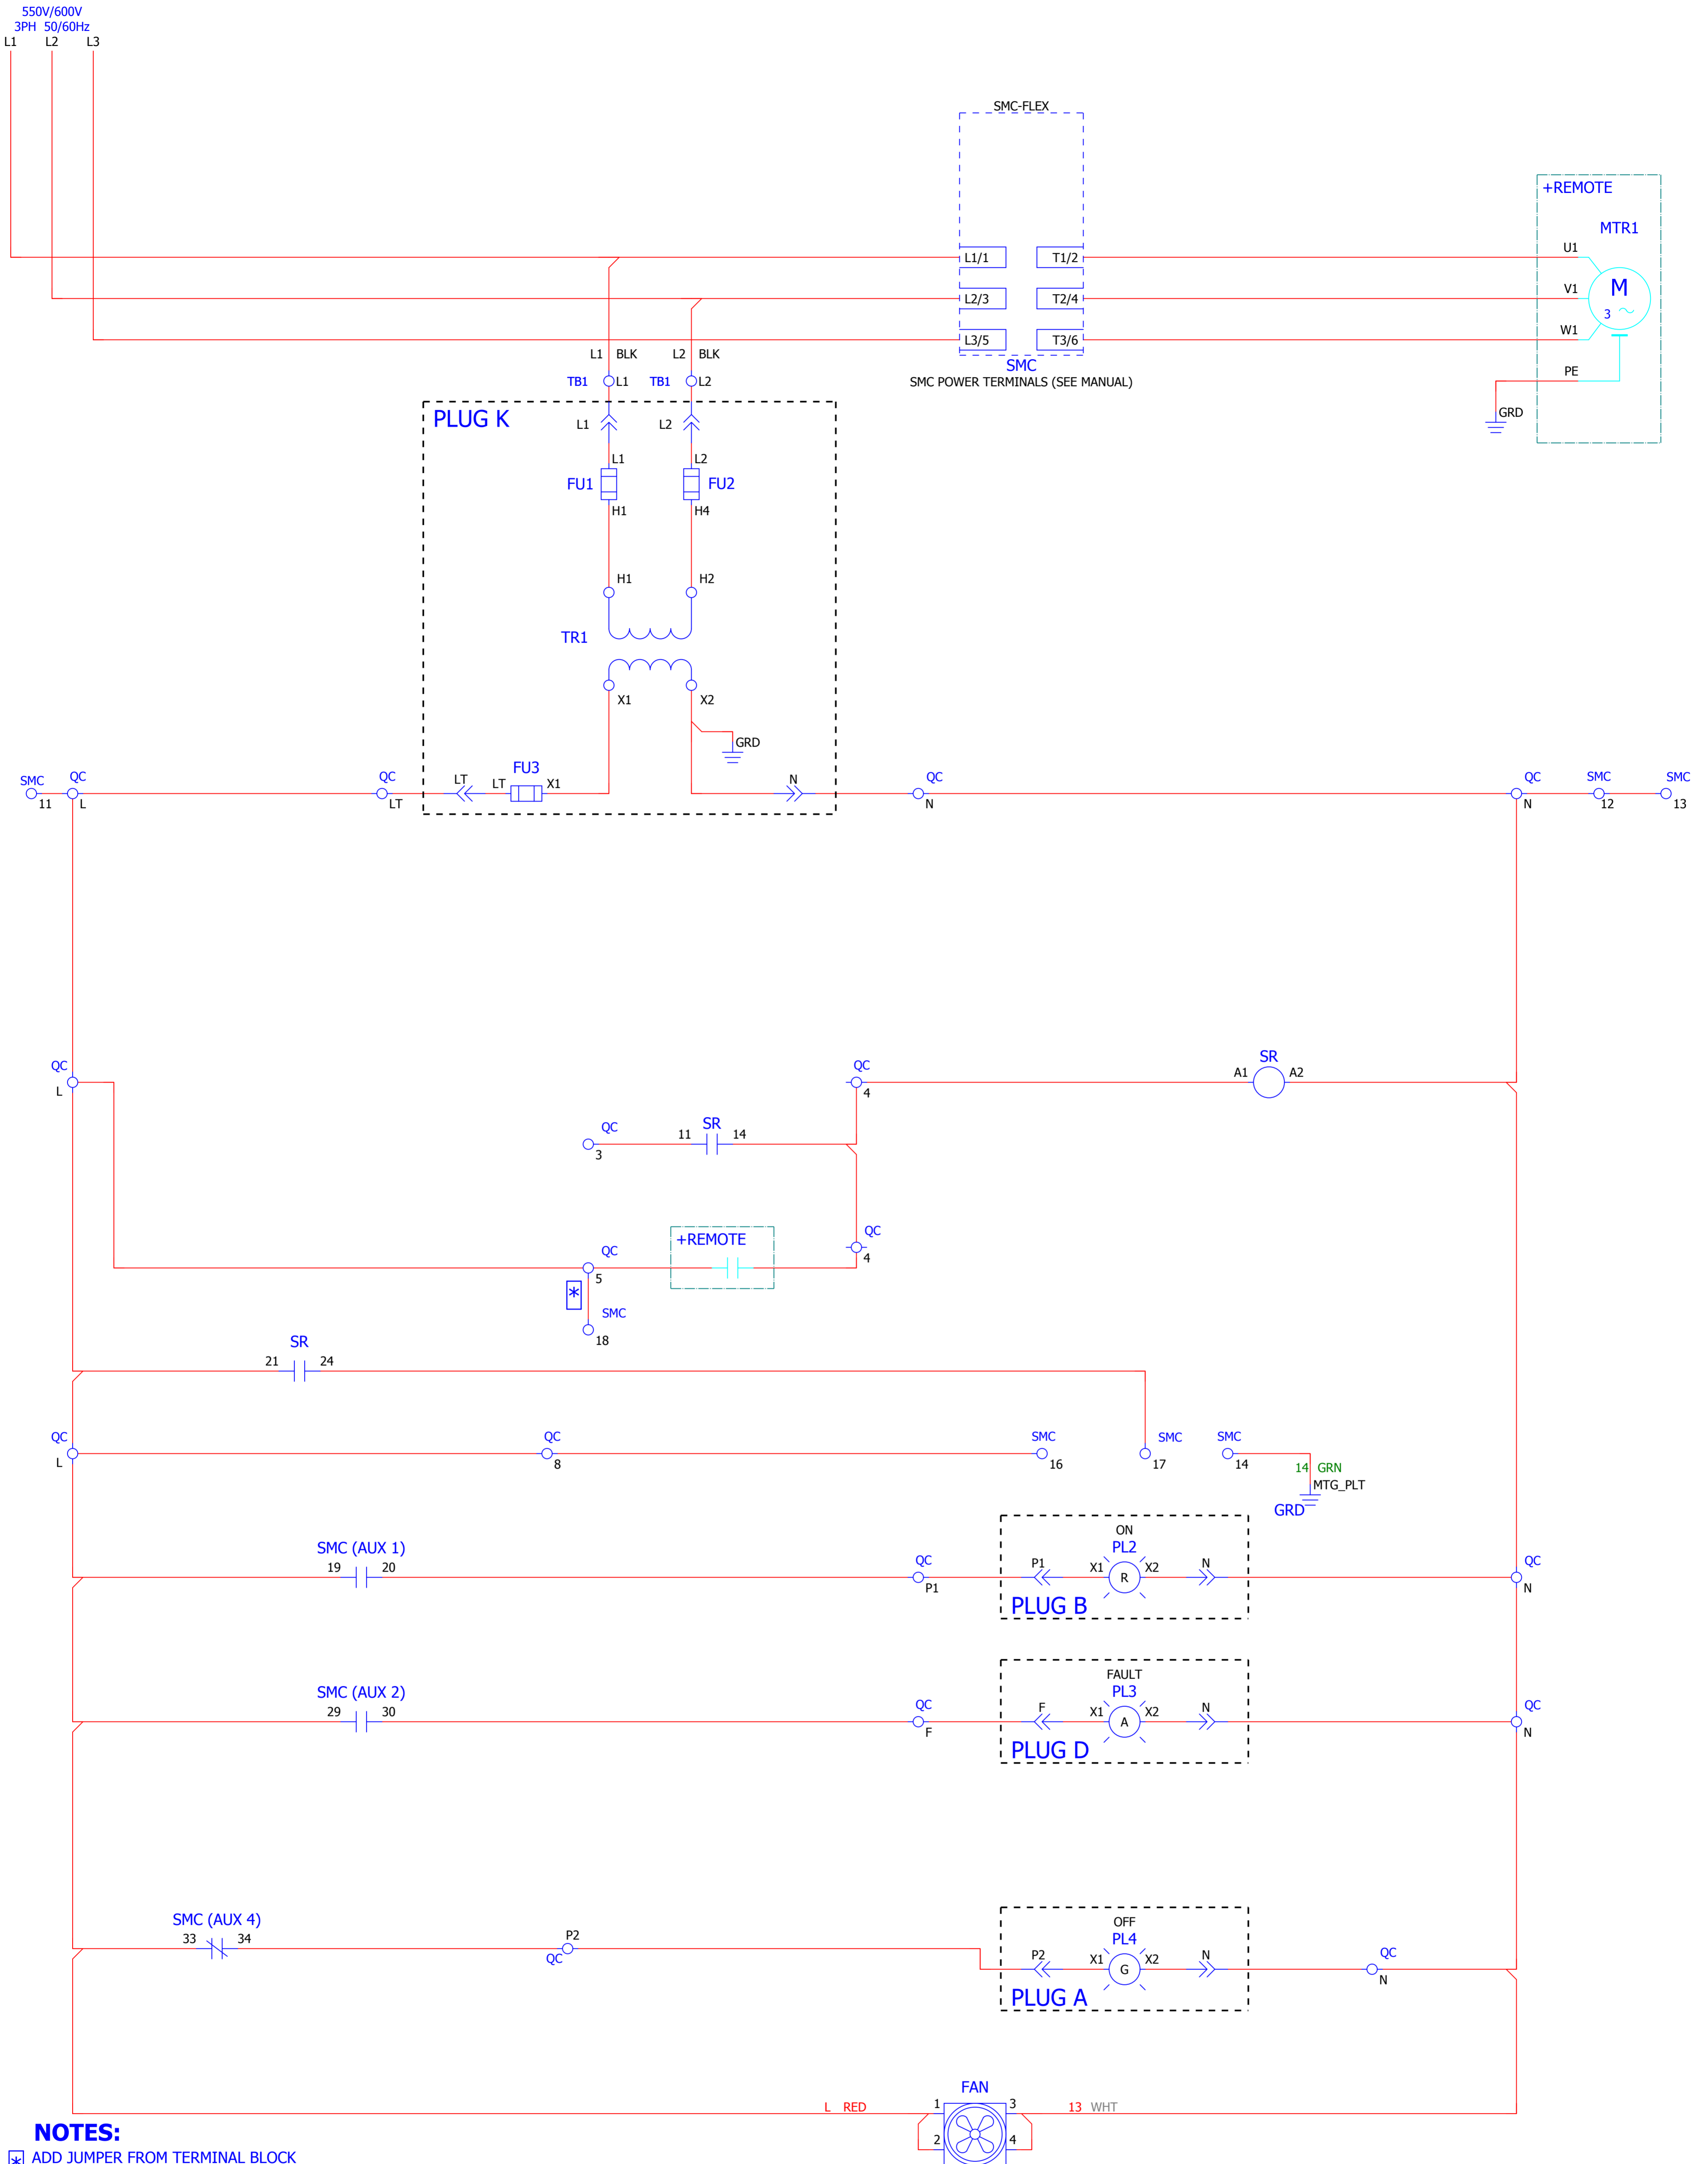 550V/600V
3PH 50/60Hz
L1 L2 L3
SMC-FLEX
+REMOTE
MTR1
U1
L1/1 T1/2
V1
M
L2/3 T2/4
3
W1
L3/5 T3/6
L1 BLK L2 BLK
SMC
PE
TB1 L1 TB1 L2
SMC POWER TERMINALS (SEE MANUAL)
PLUG K
L1 L2
GRD
L1 L2
FU1 FU2
H1 H4
H1 H2
TR1
X1 X2
GRD
FU3
SMC QC QC LT LT X1 N QC QC SMC SMC
11 L LT N N 12 13
QC QC SR
L 4 A1 A2
QC 11 SR 14
3
QC
+REMOTE
4
QC
5
*
SMC
18
SR
21 24
QC QC SMC SMC SMC
L 8 16 17 14
14 GRN
MTG_PLT
GRD
ON
SMC (AUX 1)
PL2
19 20 QC P1 X1 R X2 N QC
P1 N
PLUG B
FAULT
SMC (AUX 2)
PL3
29 30 QC F X1 A X2 N QC
F N
PLUG D
SMC (AUX 4)
OFF
33 34 P2
PL4
QC P2 X1 G X2 N QC
N
PLUG A
FAN
L RED 1 3 13 WHT
2 4
NOTES:
* ADD JUMPER FROM TERMINAL BLOCK